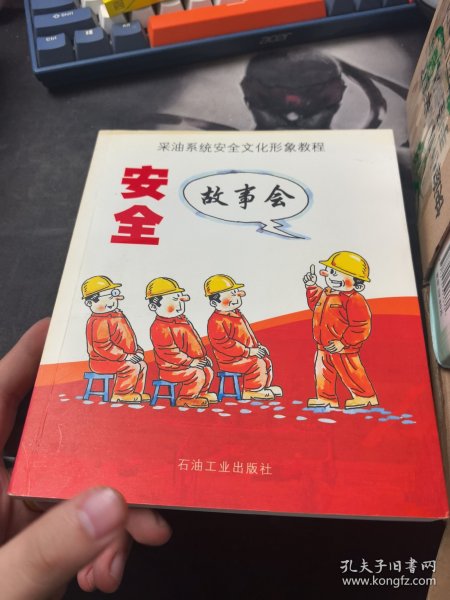 acer
采油系统安全文化形象教程
安全
故事会
石油工业出版社
孔夫子旧书网
www.kongfz.com